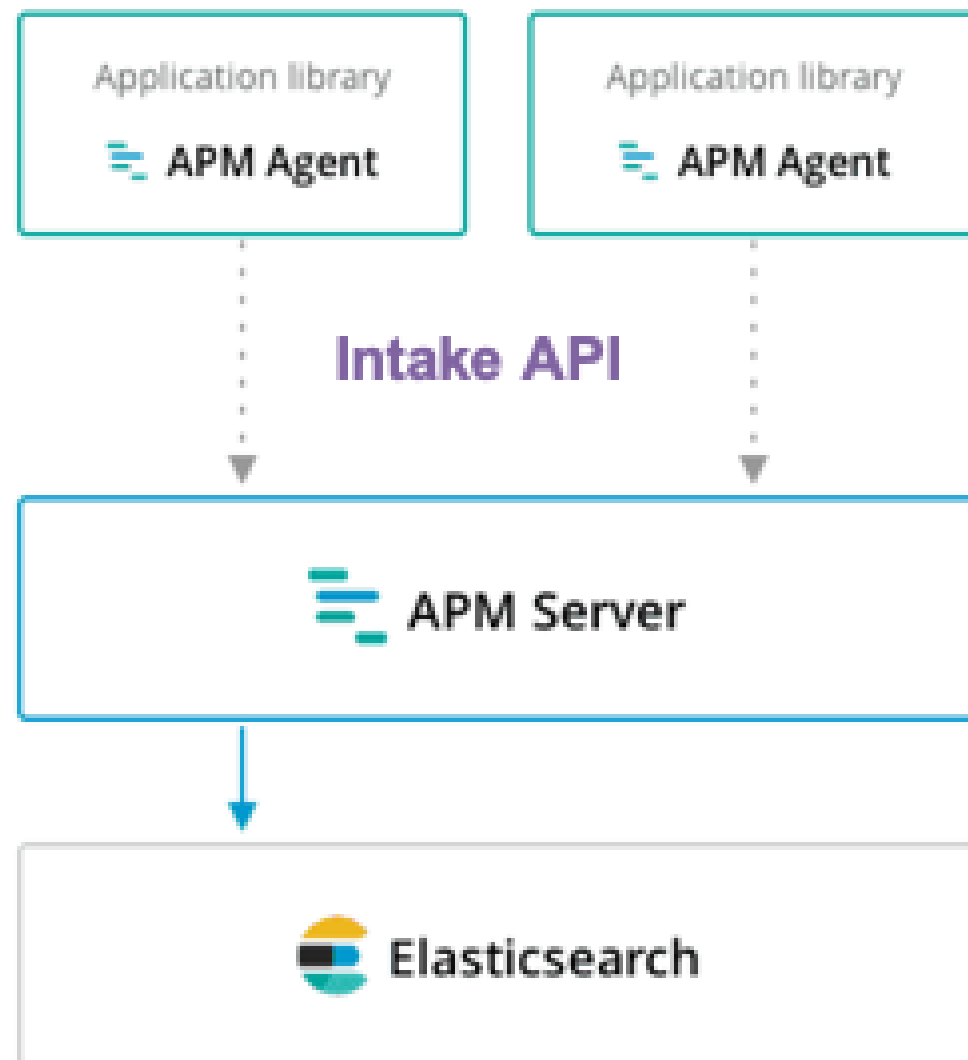 Application library
APM Agent
Application library
APM Agent
Intake API
APM Server
Elasticsearch